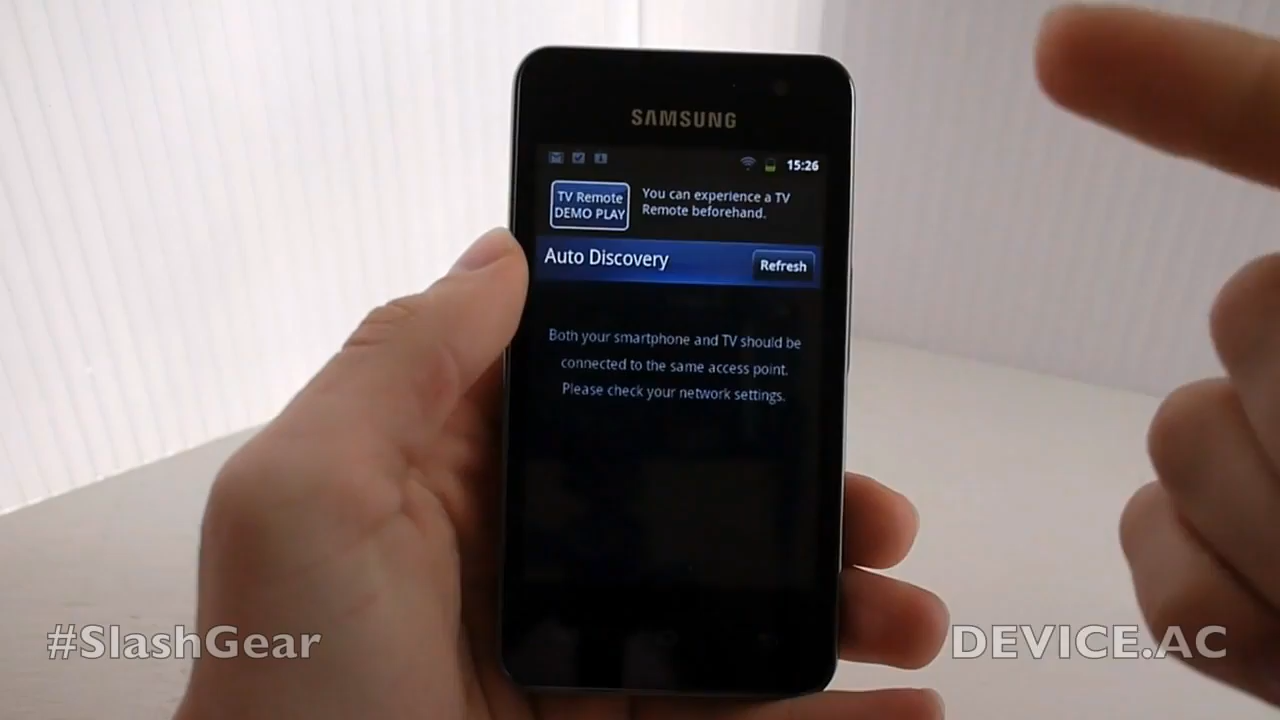 SAMSUNG
15:26
TV Remote
DEMO PLAY
You can experience a TV
Remote beforehand.
Auto Discovery
Refresh
Both your smartphone and TV should be
connected to the same access point.
Please check your network settings.
#SlashGear
DEVICE.AC